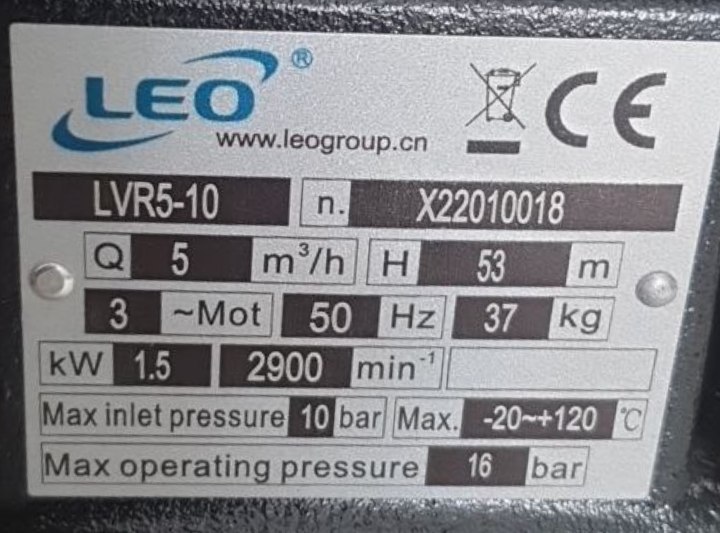 LEO®
www.leogroup.cn
CE
LVR5-10 n. X22010018
Q 5 m³/h H 53 m
3 ~Mot 50 Hz 37 kg
kW 1.5 2900 min⁻¹
Max inlet pressure 10 bar Max. -20~+120 ℃
Max operating pressure 16 bar